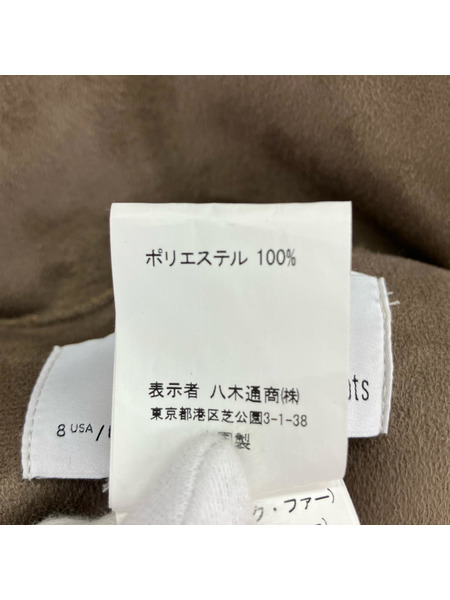 ポリエステル 100%
表示者 八木通商(株)
東京都港区芝公園3-1-38
国製
ots
8 USA /
ク・ファー)